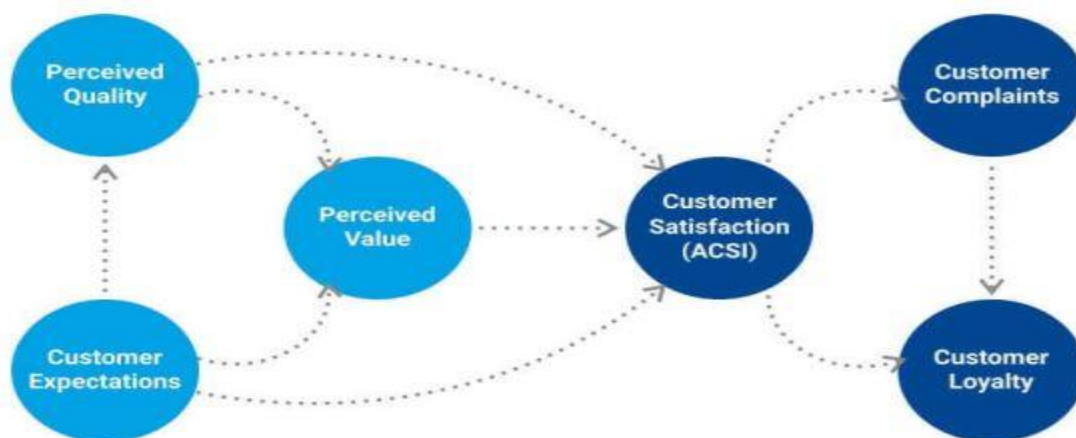 Perceived
Quality
Customer
Complaints
Perceived
Value
Customer
Satisfaction
(ACSI)
Customer
Expectations
Customer
Loyalty